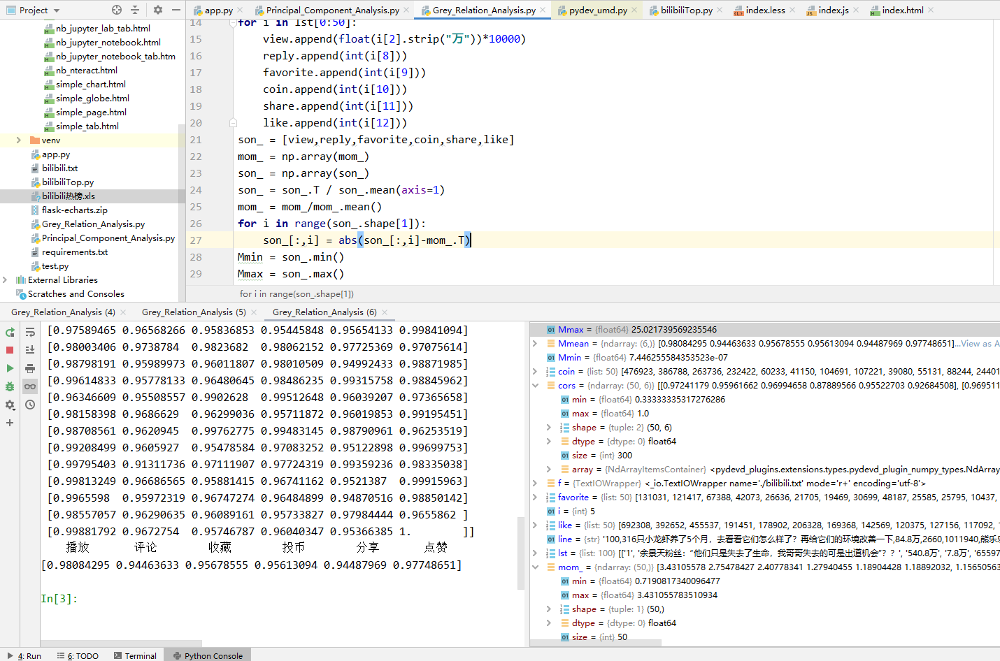 Project
app.py
Principal_Component_Analysis.py
Grey_Relation_Analysis.py
pydev_umd.py
bilibiliTop.py
index.less
index.js
index.html
nb_jupyter_lab_tab.html
nb_jupyter_notebook.html
nb_jupyter_notebook_tab.htm
nb_nteract.html
simple_chart.html
simple_globe.html
simple_page.html
simple_tab.html
venv
app.py
bilibili.txt
bilibiliTop.py
bilibili热榜.xls
flask-echarts.zip
Grey_Relation_Analysis.py
Principal_Component_Analysis.py
requirements.txt
test.py
External Libraries
Scratches and Consoles
14 for i in lst[0:50]:
15 view.append(float(i[2].strip("万"))*10000)
16 reply.append(int(i[8]))
17 favorite.append(int(i[9]))
18 coin.append(int(i[10]))
19 share.append(int(i[11]))
20 like.append(int(i[12]))
21 son_ = [view,reply,favorite,coin,share,like]
22 mom_ = np.array(mom_)
23 son_ = np.array(son_)
24 son_ = son_.T / son_.mean(axis=1)
25 mom_ = mom_/mom_.mean()
26 for i in range(son_.shape[1]):
27 son_[:,i] = abs(son_[:,i]-mom_.T)
28 Mmin = son_.min()
29 Mmax = son_.max()
for i in range(son_.shape[1])
Grey_Relation_Analysis (4)
Grey_Relation_Analysis (5)
Grey_Relation_Analysis (6)
[0.97589465 0.96568266 0.95836853 0.95445848 0.95654133 0.99841094]
[0.98003406 0.9738784 0.9823682 0.98062152 0.97725369 0.97075614]
[0.98798191 0.95989973 0.96011807 0.98010509 0.94992433 0.98871985]
[0.99614833 0.95778133 0.96480645 0.98486235 0.99315758 0.98845962]
[0.96346609 0.95508557 0.9902628 0.99512648 0.96039207 0.97365658]
[0.98158398 0.9686629 0.96299036 0.95711872 0.96019853 0.99195451]
[0.98708561 0.9620945 0.99762775 0.99483145 0.98790961 0.96253519]
[0.99208499 0.9605927 0.95478584 0.97083252 0.95122898 0.99699753]
[0.99795403 0.91311736 0.97111907 0.97724319 0.99359236 0.98335038]
[0.99813249 0.96686565 0.95881415 0.96741162 0.9521387 0.99915963]
[0.9965598 0.95972319 0.96747274 0.96484899 0.94870516 0.98850142]
[0.98557057 0.96290635 0.96089161 0.95733827 0.97984444 0.9655862 ]
[0.99881792 0.9672754 0.95746787 0.96040347 0.95366385 1. ]]
播放 评论 收藏 投币 分享 点赞
[0.98084295 0.94463633 0.95678555 0.95613094 0.94487969 0.97748651]
In[3]:
Mmax = {float64} 25.021739569235546
Mmean = {ndarray: (6,)} [0.98084295 0.94463633 0.95678555 0.95613094 0.94487969 0.97748651]...View as A
Mmin = {float64} 7.446255584353523e-07
coin = {list: 50} [476923, 386788, 263736, 232422, 60233, 41150, 104691, 107221, 39080, 55131, 88244, 24401
cors = {ndarray: (50, 6)} [[0.97241179 0.95961662 0.96994658 0.87889566 0.95522703 0.92684508], [0.969511
min = {float64} 0.33333335317276286
max = {float64} 1.0
shape = {tuple: 2} (50, 6)
dtype = {dtype: 0} float64
size = {int} 300
array = {NdArrayItemsContainer} <pydevd_plugins.extensions.types.pydevd_plugin_numpy_types.NdArray
f = {TextIOWrapper} <_io.TextIOWrapper name='./bilibili.txt' mode='r+' encoding='utf-8'>
favorite = {list: 50} [131031, 121417, 67388, 42073, 26636, 21705, 19469, 30699, 48187, 25585, 25795, 10437,
i = {int} 5
like = {list: 50} [692308, 392652, 455537, 191451, 178902, 206328, 169368, 142569, 120375, 127156, 117092, 1
line = {str} '100,316只小龙虾养了5个月，去看看它们怎么样了？再给它们的环境改善一下,84.8万,2660,1011940,能乐乐
lst = {list: 100} [['1', '余景天粉丝：“他们只是失去了生命，我哥哥失去的可是出道机会”？？', '540.8万', '7.8万', '65597
mom_ = {ndarray: (50,)} [3.43105578 2.75478427 2.40778341 1.27940455 1.18904428 1.18892032, 1.15650563
min = {float64} 0.7190817340096477
max = {float64} 3.431055783510934
shape = {tuple: 1} (50,)
dtype = {dtype: 0} float64
size = {int} 50
4: Run
6: TODO
Terminal
Python Console